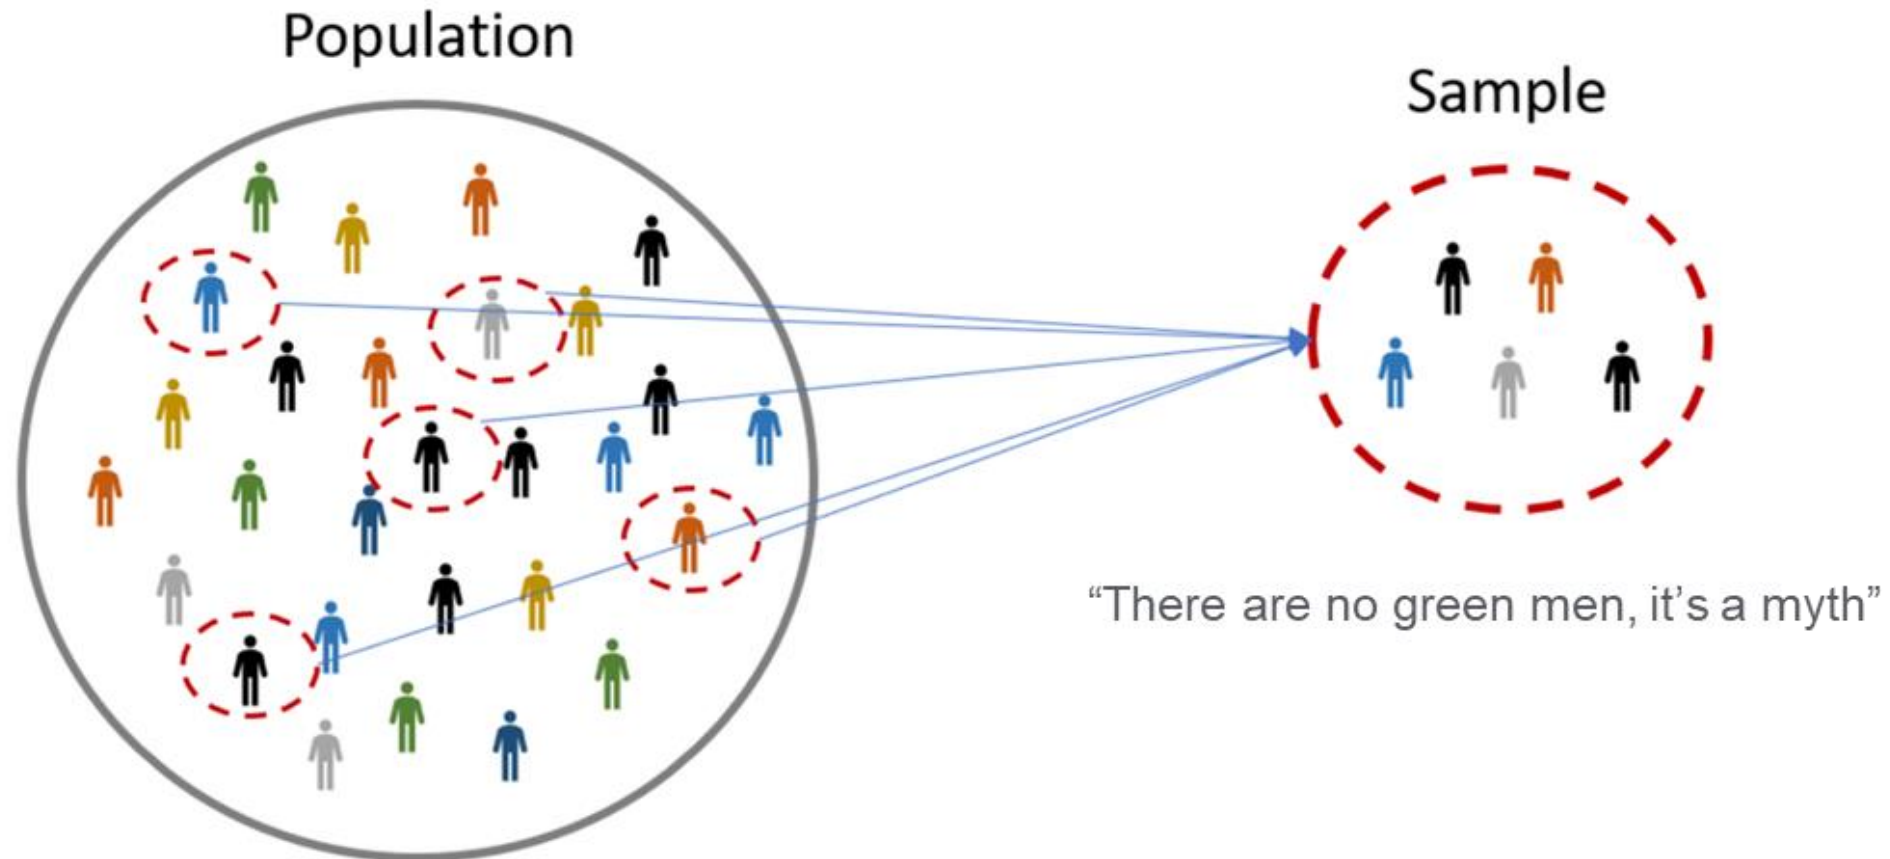 Population
Sample
“There are no green men, it’s a myth”